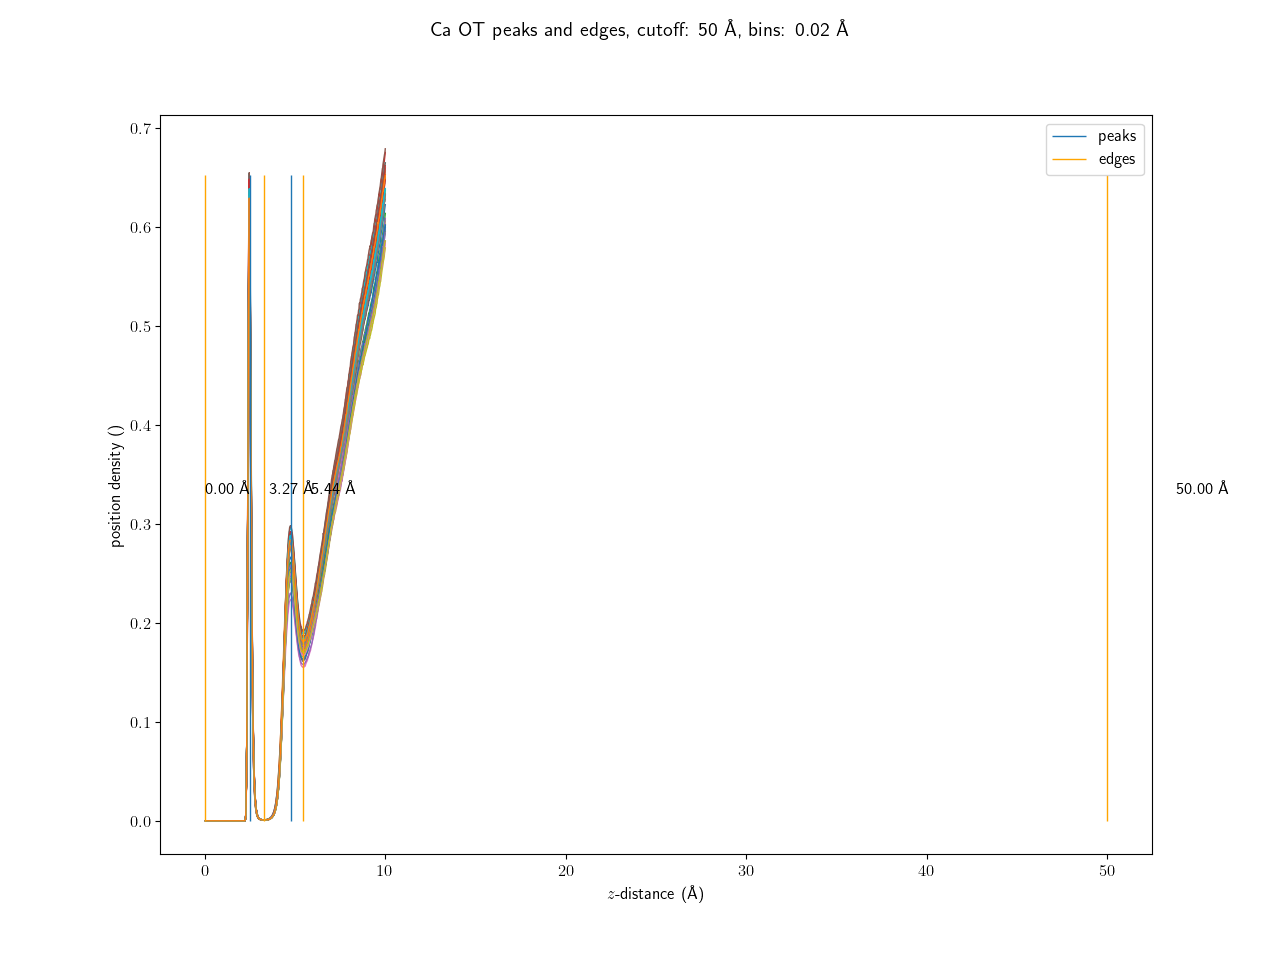 Ca OT peaks and edges, cutoff: 50 Å, bins: 0.02 Å
peaks
edges
0.7
0.6
0.5
0.4
0.3
0.2
0.1
0.0
position density ()
0.00 Å
3.27 Å
5.44 Å
50.00 Å
0
10
20
30
40
50
z-distance (Å)